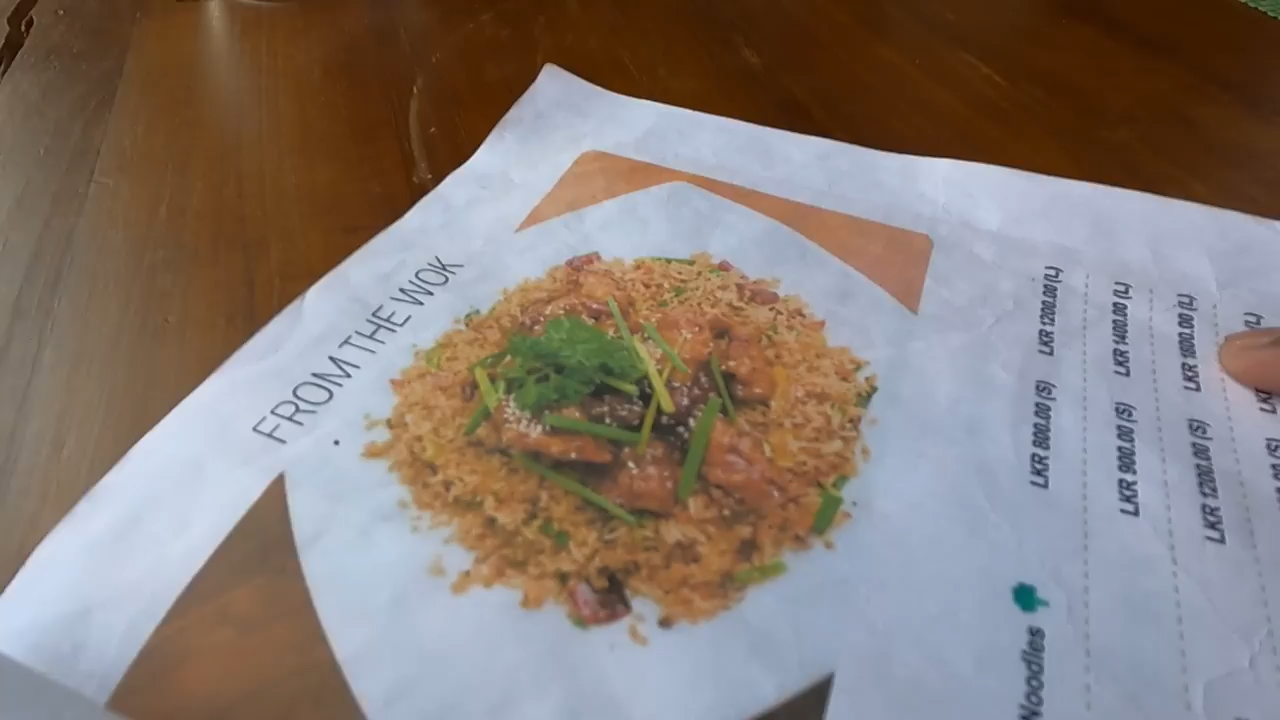 FROM THE WOK
Noodles LKR 800.00 (S) LKR 1200.00 (L)
LKR 900.00 (S) LKR 1400.00 (L)
LKR 1200.00 (S) LKR 1600.00 (L)
(S) LK (L)